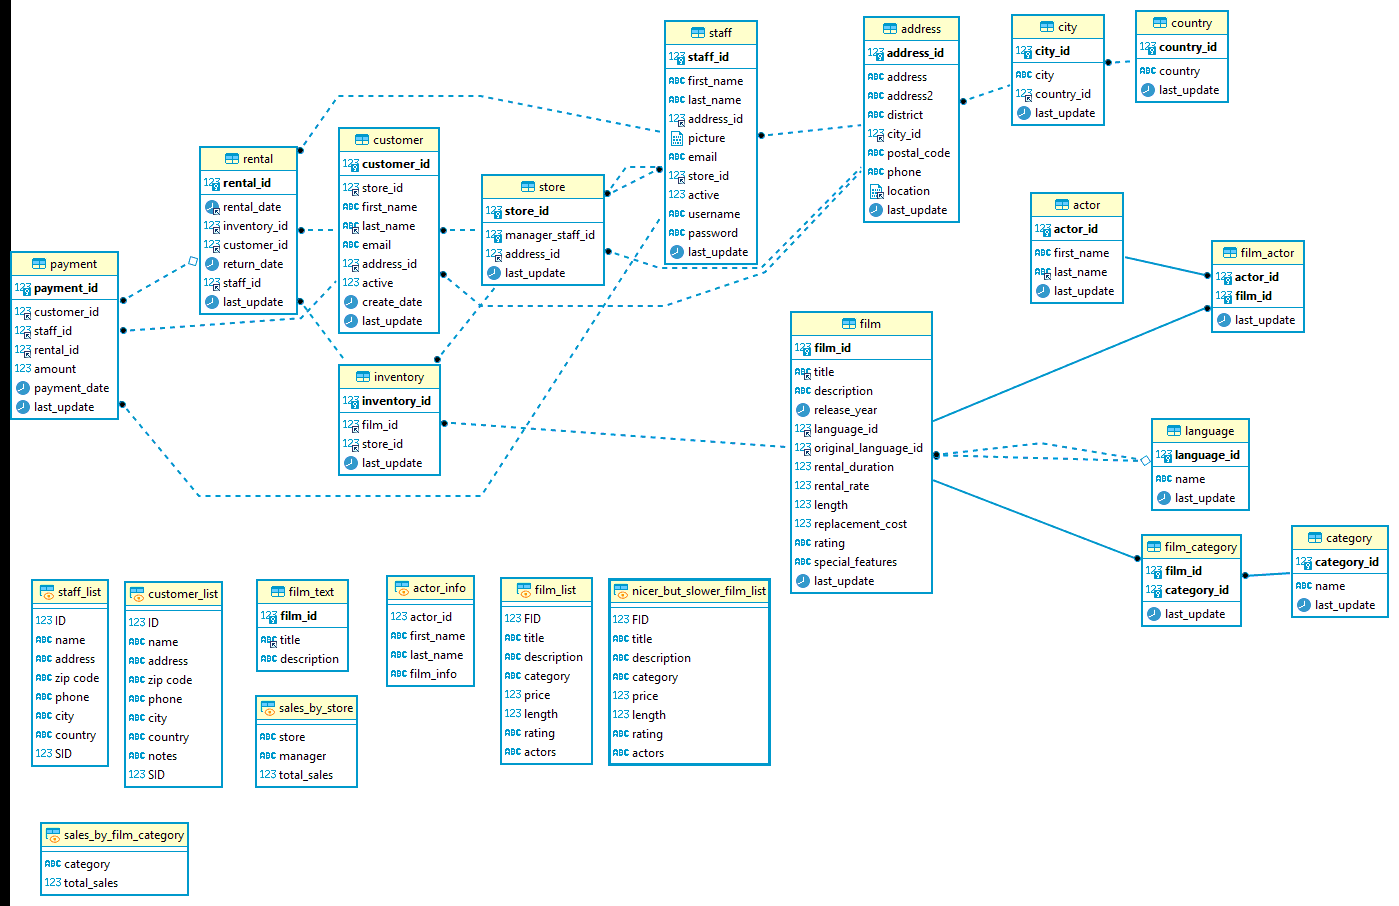 staff
staff_id
first_name
last_name
address_id
picture
email
store_id
active
username
password
last_update
address
address_id
address
address2
district
city_id
postal_code
phone
location
last_update
city
city_id
city
country_id
last_update
country
country_id
country
last_update
customer
customer_id
store_id
first_name
last_name
email
address_id
active
create_date
last_update
rental
rental_id
rental_date
inventory_id
customer_id
return_date
staff_id
last_update
store
store_id
manager_staff_id
address_id
last_update
actor
actor_id
first_name
last_name
last_update
film_actor
actor_id
film_id
last_update
payment
payment_id
customer_id
staff_id
rental_id
amount
payment_date
last_update
film
film_id
title
description
release_year
language_id
original_language_id
rental_duration
rental_rate
length
replacement_cost
rating
special_features
last_update
inventory
inventory_id
film_id
store_id
last_update
language
language_id
name
last_update
film_category
film_id
category_id
last_update
category
category_id
name
last_update
staff_list
ID
name
address
zip code
phone
city
country
SID
customer_list
ID
name
address
zip code
phone
city
country
notes
SID
film_text
film_id
title
description
actor_info
actor_id
first_name
last_name
film_info
film_list
FID
title
description
category
price
length
rating
actors
nicer_but_slower_film_list
FID
title
description
category
price
length
rating
actors
sales_by_store
store
manager
total_sales
sales_by_film_category
category
total_sales